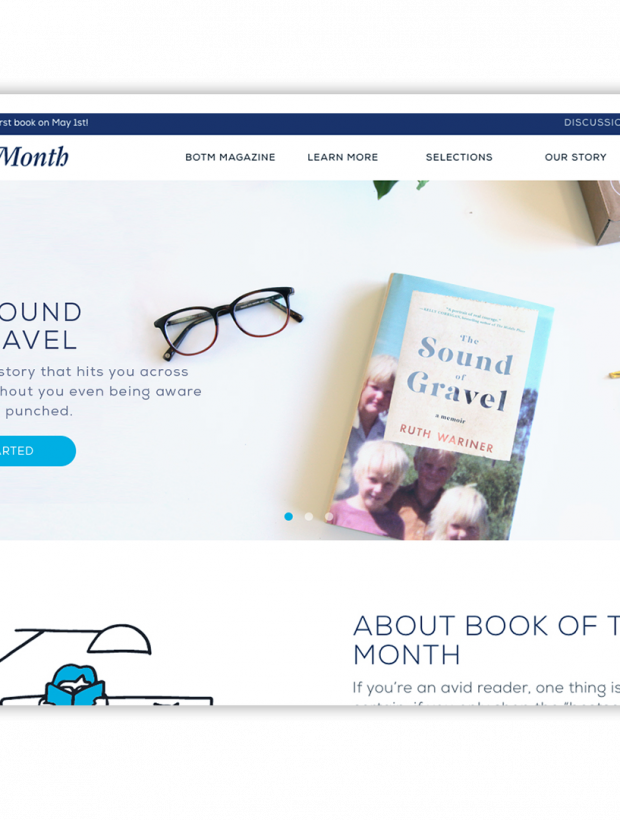 rst book on May 1st!
DISCUSSIO
Month
BOTM MAGAZINE
LEARN MORE
SELECTIONS
OUR STORY
OUND
AVEL
story that hits you across
hout you even being aware
punched.
ARTED
The
Sound
of
Gravel
a memoir
RUTH WARINER
ABOUT BOOK OF T
MONTH
If you're an avid reader, one thing is